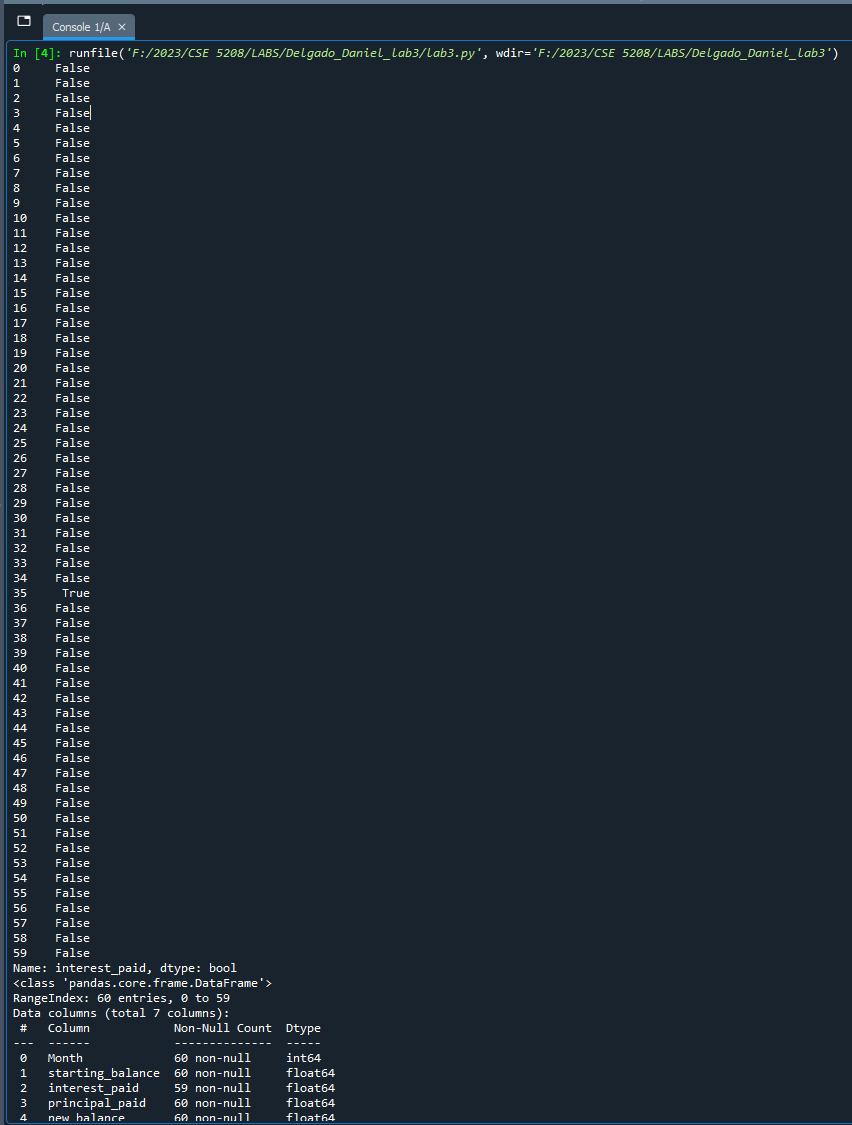 Console 1/A ×
In [4]: runfile('F:/2023/CSE 5208/LABS/Delgado_Daniel_lab3/lab3.py', wdir='F:/2023/CSE 5208/LABS/Delgado_Daniel_lab3')
0     False
1     False
2     False
3     False
4     False
5     False
6     False
7     False
8     False
9     False
10    False
11    False
12    False
13    False
14    False
15    False
16    False
17    False
18    False
19    False
20    False
21    False
22    False
23    False
24    False
25    False
26    False
27    False
28    False
29    False
30    False
31    False
32    False
33    False
34    False
35     True
36    False
37    False
38    False
39    False
40    False
41    False
42    False
43    False
44    False
45    False
46    False
47    False
48    False
49    False
50    False
51    False
52    False
53    False
54    False
55    False
56    False
57    False
58    False
59    False
Name: interest_paid, dtype: bool
<class 'pandas.core.frame.DataFrame'>
RangeIndex: 60 entries, 0 to 59
Data columns (total 7 columns):
 #   Column            Non-Null Count  Dtype
---  ------            --------------  -----
 0   Month             60 non-null     int64
 1   starting_balance  60 non-null     float64
 2   interest_paid     59 non-null     float64
 3   principal_paid    60 non-null     float64
 4   new_balance       60 non-null     float64